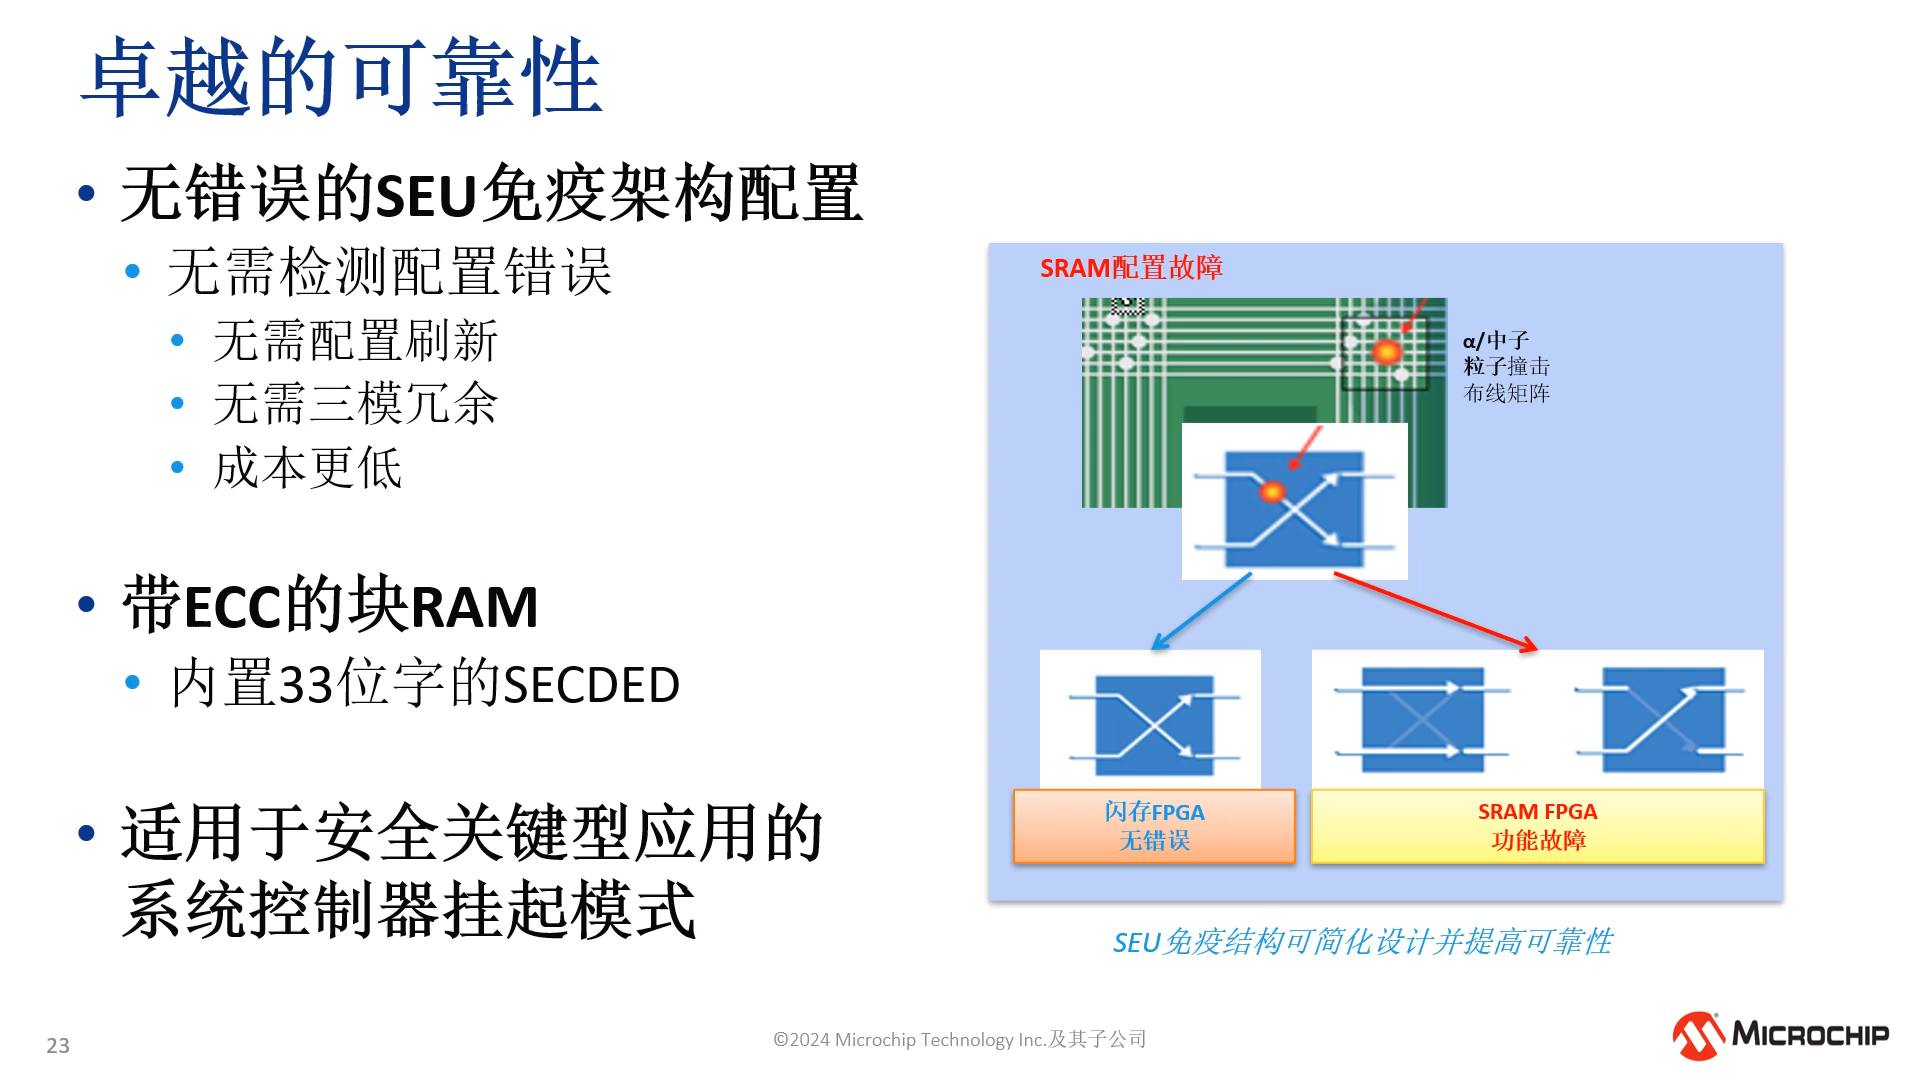 卓越的可靠性
• 无错误的SEU免疫架构配置
• 无需检测配置错误
• 无需配置刷新
• 无需三模冗余
• 成本更低
• 带ECC的块RAM
• 内置33位字的SECDED
• 适用于安全关键型应用的
系统控制器挂起模式
SRAM配置故障
α/中子
粒子撞击
布线矩阵
闪存FPGA
无错误
SRAM FPGA
功能故障
SEU免疫结构可简化设计并提高可靠性
23
©2024 Microchip Technology Inc.及其子公司
MICROCHIP